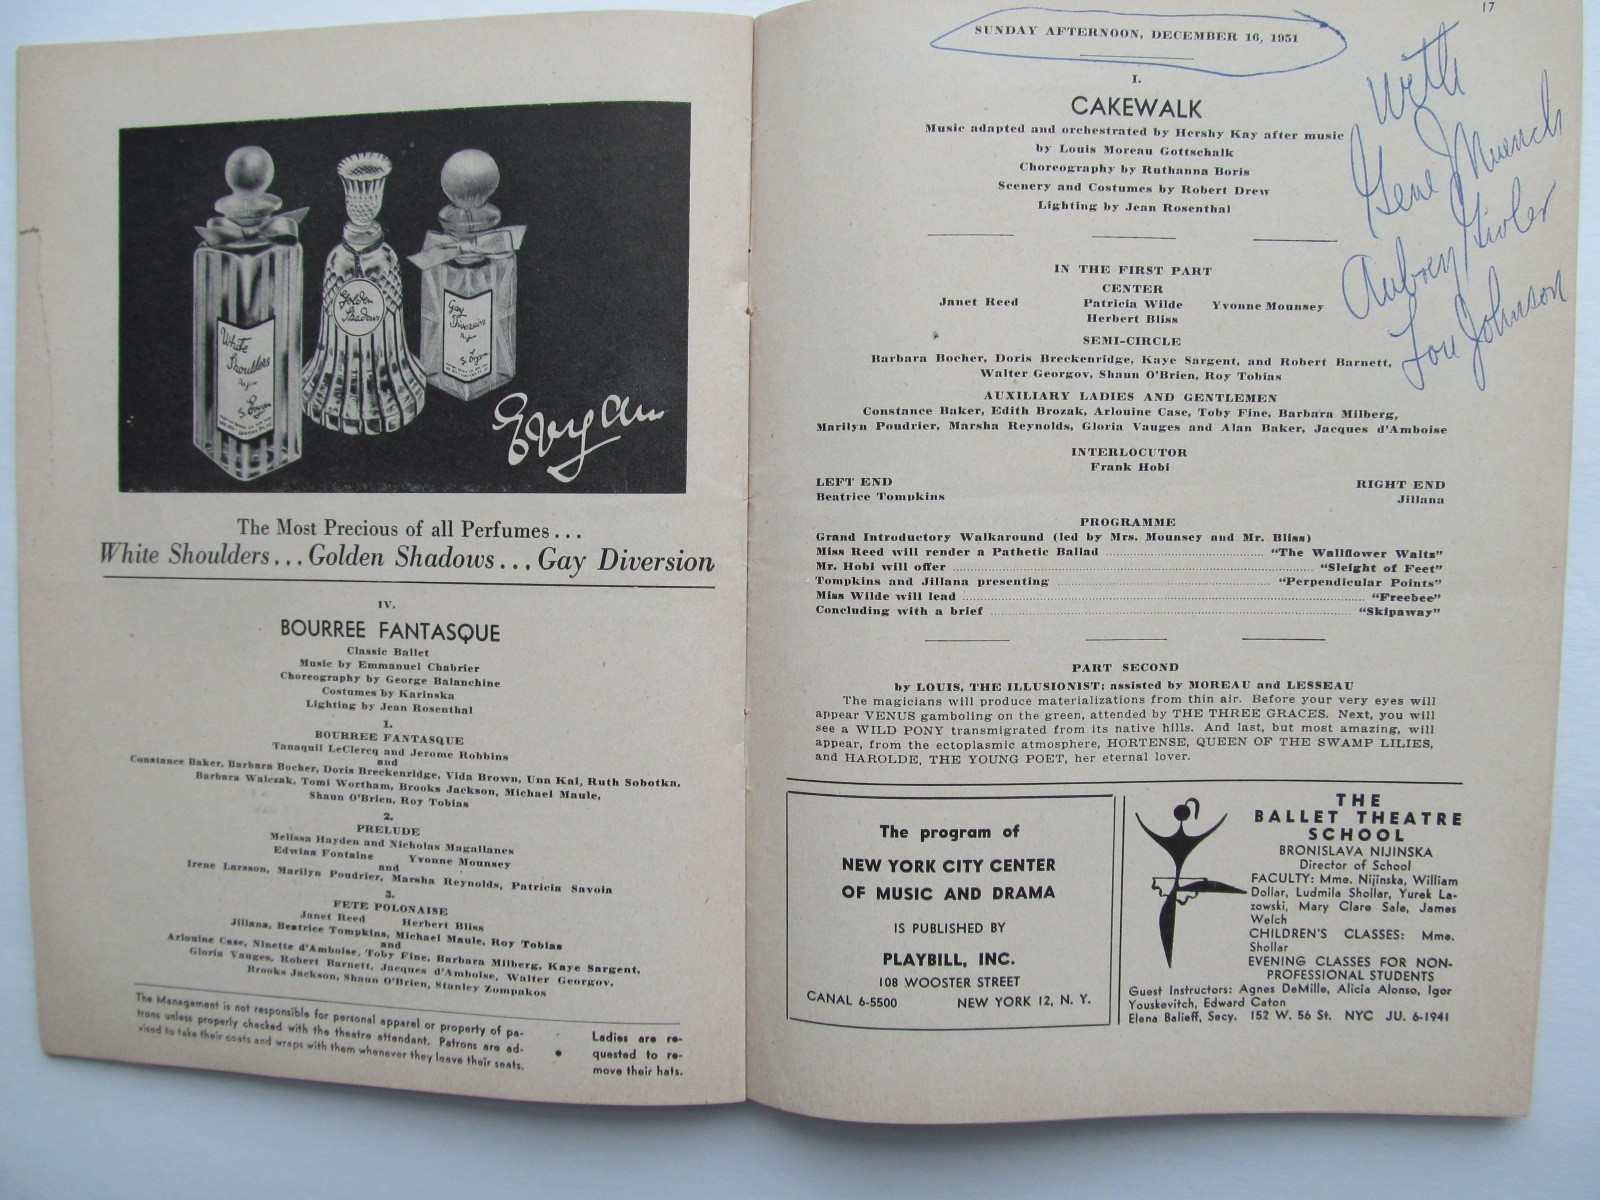 White
Shoulders
Golden
Shadows
Gay
Diversion
Evyan
The Most Precious of all Perfumes...
White Shoulders...Golden Shadows...Gay Diversion
IV.
BOURREE FANTASQUE
Classic Ballet
Music by Emmanuel Chabrier
Choreography by George Balanchine
Costumes by Karinska
Lighting by Jean Rosenthal
1.
BOURREE FANTASQUE
Tanaquil LeClercq and Jerome Robbins
and
Constance Baker, Barbara Bocher, Doris Breckenridge, Vida Brown, Una Kai, Ruth Sobotka,
Barbara Walczak, Tomi Wortham, Brooks Jackson, Michael Maule,
Shaun O'Brien, Roy Tobias
2.
PRELUDE
Melissa Hayden and Nicholas Magallanes
Edwina Fontaine Yvonne Mounsey
and
Irene Larsson, Marilyn Poudrier, Marsha Reynolds, Patricia Savoia
3.
FETE POLONAISE
Janet Reed Herbert Bliss
Jillana, Beatrice Tompkins, Michael Maule, Roy Tobias
and
Arlouine Case, Ninette d'Amboise, Toby Fine, Barbara Milberg, Kaye Sargent,
Gloria Vauges, Robert Barnett, Jacques d'Amboise, Walter Georgov,
Brooks Jackson, Shaun O'Brien, Stanley Zompakos
The Management is not responsible for personal apparel or property of pa-
trons unless properly checked with the theatre attendant. Patrons are ad-
vised to take their coats and wraps with them whenever they leave their seats.
Ladies are re-
quested to re-
move their hats.
17
SUNDAY AFTERNOON, DECEMBER 16, 1951
With
Gene Muench
Aubrey
Lou Johnson
I.
CAKEWALK
Music adapted and orchestrated by Hershy Kay after music
by Louis Moreau Gottschalk
Choreography by Ruthanna Boris
Scenery and Costumes by Robert Drew
Lighting by Jean Rosenthal
IN THE FIRST PART
CENTER
Janet Reed Patricia Wilde Yvonne Mounsey
Herbert Bliss
SEMI-CIRCLE
Barbara Bocher, Doris Breckenridge, Kaye Sargent, and Robert Barnett,
Walter Georgov, Shaun O'Brien, Roy Tobias
AUXILIARY LADIES AND GENTLEMEN
Constance Baker, Edith Brozak, Arlouine Case, Toby Fine, Barbara Milberg,
Marilyn Poudrier, Marsha Reynolds, Gloria Vauges and Alan Baker, Jacques d'Amboise
INTERLOCUTOR
Frank Hobi
LEFT END RIGHT END
Beatrice Tompkins Jillana
PROGRAMME
Grand Introductory Walkaround (led by Mrs. Mounsey and Mr. Bliss)
Miss Reed will render a Pathetic Ballad "The Wallflower Waltz"
Mr. Hobi will offer "Sleight of Feet"
Tompkins and Jillana presenting "Perpendicular Points"
Miss Wilde will lead "Freebee"
Concluding with a brief "Skipaway"
PART SECOND
by LOUIS, THE ILLUSIONIST; assisted by MOREAU and LESSEAU
The magicians will produce materializations from thin air. Before your very eyes will
appear VENUS gamboling on the green, attended by THE THREE GRACES. Next, you will
see a WILD PONY transmigrated from its native hills. And last, but most amazing, will
appear, from the ectoplasmic atmosphere, HORTENSE, QUEEN OF THE SWAMP LILIES,
and HAROLDE, THE YOUNG POET, her eternal lover.
The program of
NEW YORK CITY CENTER
OF MUSIC AND DRAMA
IS PUBLISHED BY
PLAYBILL, INC.
108 WOOSTER STREET
CANAL 6-5500 NEW YORK 12, N. Y.
THE
BALLET THEATRE
SCHOOL
BRONISLAVA NIJINSKA
Director of School
FACULTY: Mme. Nijinska, William
Dollar, Ludmila Shollar, Yurek La-
zowski, Mary Clare Sale, James
Welch
CHILDREN'S CLASSES: Mme.
Shollar
EVENING CLASSES FOR NON-
PROFESSIONAL STUDENTS
Guest Instructors: Agnes DeMille, Alicia Alonso, Igor
Youskevitch, Edward Caton
Elena Balieff, Secy. 152 W. 56 St. NYC JU. 6-1941